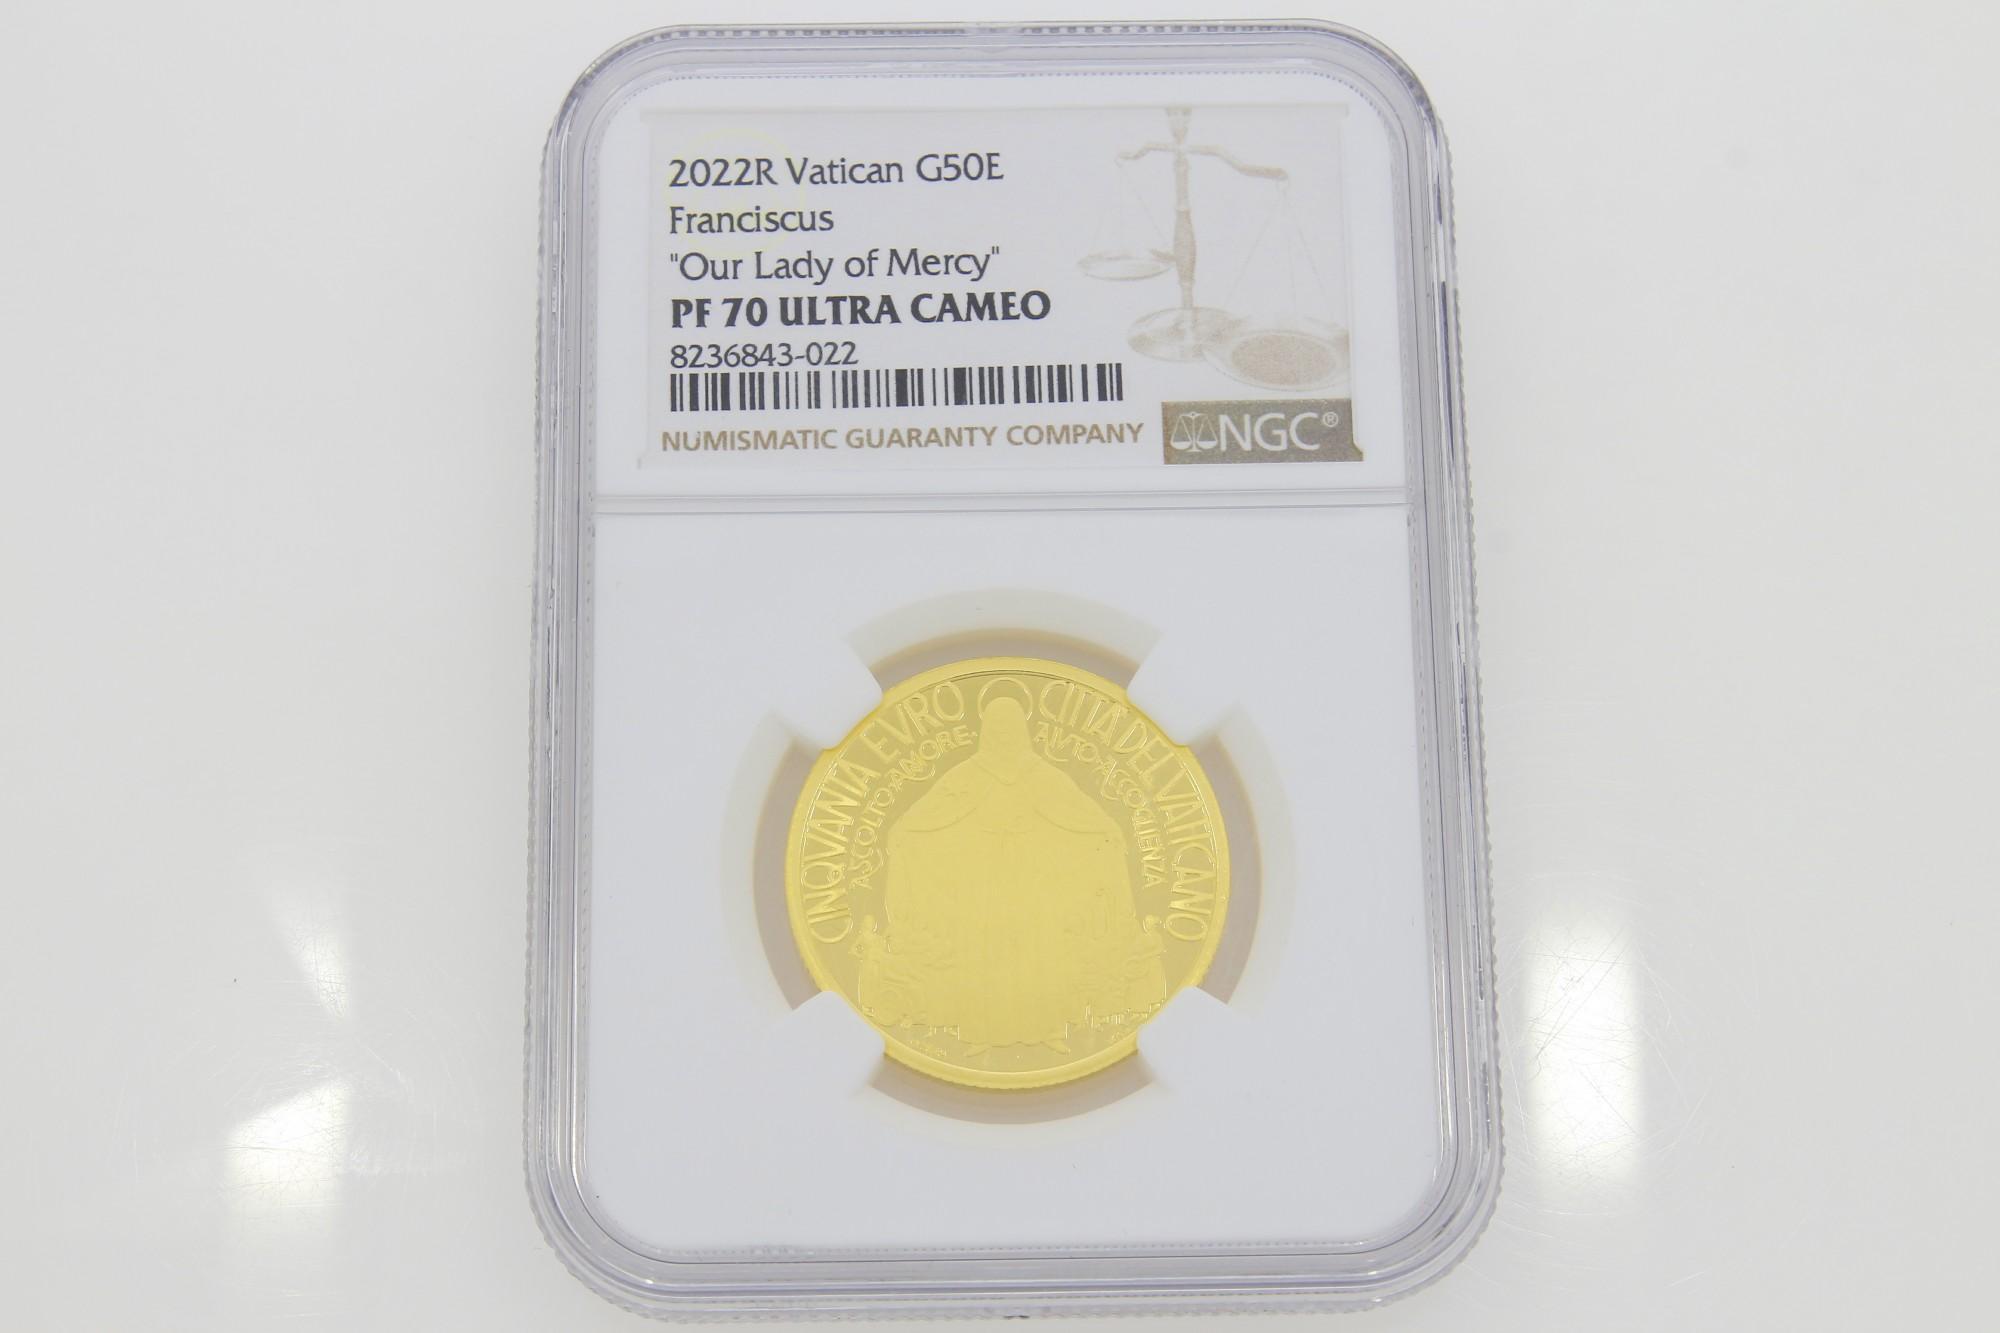 2022R Vatican G50E
Franciscus
"Our Lady of Mercy"
PF 70 ULTRA CAMEO
8236843-022
NUMISMATIC GUARANTY COMPANY
NGC®
CINQVANTA EVRO
CITTÀ DEL VATICANO
ASCOLTO·AMORE·
AIVTO·ACCOGLIENZA